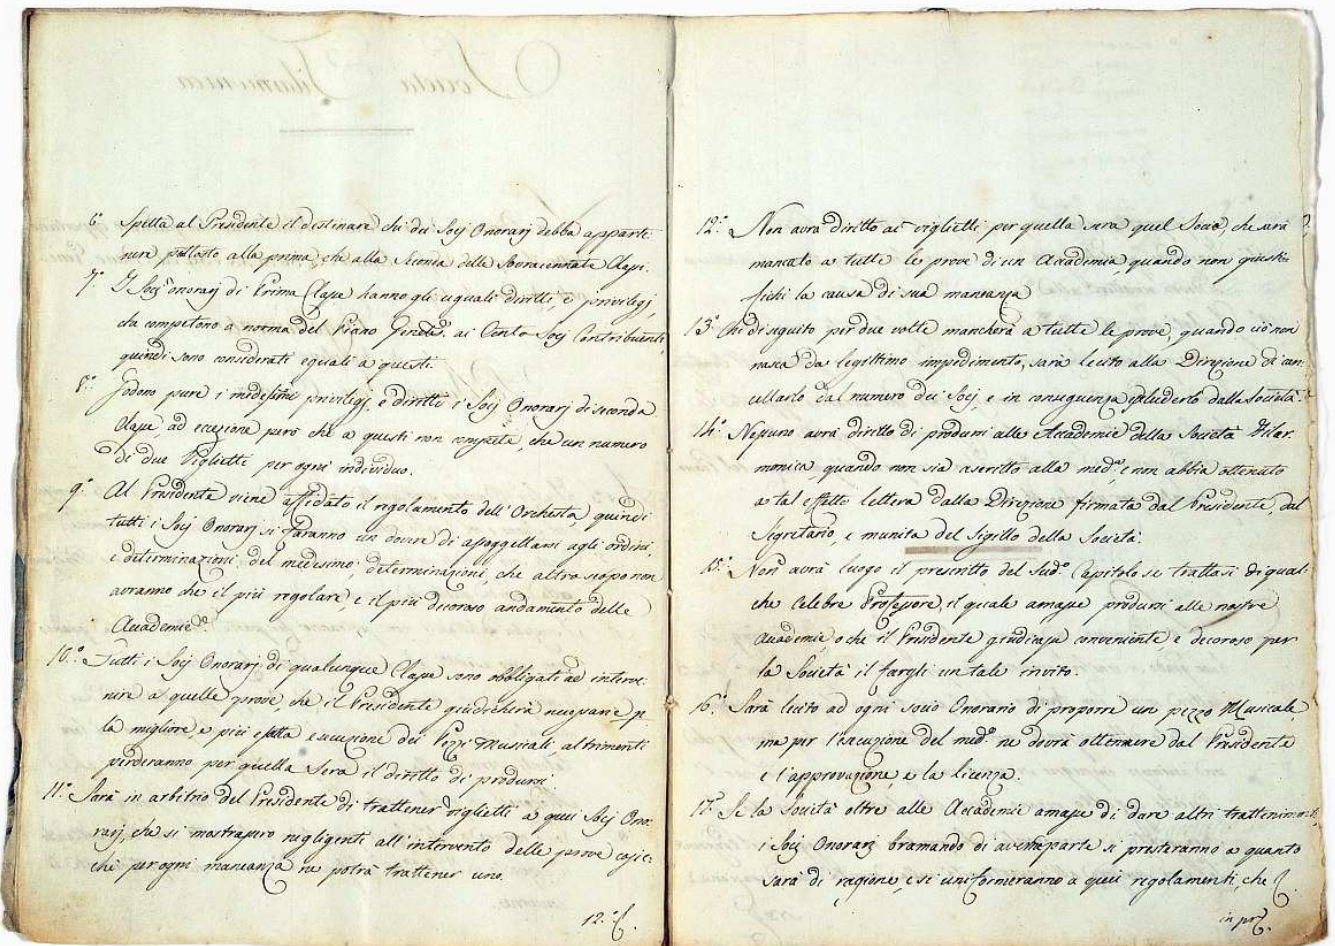 6.° Spetta al Presidente il destinare chi dei Socj Onorarj debba apparte-
nere piuttosto alla prima, che alla Seconda delle Sovracennate Classi.
7.° I Socj onorarj di Prima Classe hanno gli uguali diritti, e privilegj,
che competono a norma del Piano ai Cento Socj Contribuenti,
quindi sono considerati eguali a questi.
8.° Godono pure i medesimi privilegj, e diritti i Socj Onorarj di seconda
Classe, ad eccezione però che a questi non compete, che un numero
di due Viglietti per ogni individuo.
9.° Al Presidente viene affidato il regolamento dell'Orchestra, quindi
tutti i Socj Onorarj si faranno un dovere di assoggettarsi agli ordini,
e determinazioni del medesimo; determinazioni, che altro scopo non
avranno che il più regolare, e il più decoroso andamento delle
Accademie.
10.° Tutti i Socj Onorarj di qualunque Classe sono obbligati ad interve-
nire a quelle prove, che il Presidente giudicherà necessarie p.
la migliore, e più esatta esecuzione dei Pezzi Musicali, altrimenti
perderanno per quella Sera il diritto di prodursi
11.° Sarà in arbitrio del Presidente di trattener viglietti a quei Socj Ono-
rarj, che si mostrassero negligenti all'intervento delle prove cosic-
chè per ogni mancanza ne potrà trattener uno.
12.°
12.° Non avrà diritto ai viglietti per quella sera quel Socio, che sarà
mancato a tutte le prove di un Accademia, quando non giusti-
fichi la causa di sua mancanza
13.° Chi di seguito per due volte mancherà a tutte le prove, quando ciò non
nasca da legittimo impedimento, sarà lecito alla Direzione di can-
cellarlo dal numero dei Socj, e in conseguenza escluderlo dalla Società.
14.° Nessuno avrà diritto di prodursi alle Accademie della Società Filar-
monica, quando non sia ascritto alla med.ª, e non abbia ottenuto
a tal effetto lettera dalla Direzione firmata dal Presidente, dal
Segretario, e munita del Sigillo della Società.
15.° Non avrà luogo il prescritto del Sud.° Capitolo se trattasi di qual-
che Celebre Professore, il quale amasse prodursi alle nostre
Accademie, o che il Presidente giudicasse conveniente, e decoroso per
la Società il fargli un tale invito.
16.° Sarà lecito ad ogni socio Onorario di proporre un pezzo Musicale,
ma per l'esecuzione del med.° ne dovrà ottenere dal Presidente
e l'approvazione, e la licenza.
17.° Se la Società oltre alle Accademie amasse di dare altri trattenimenti,
i Socj Onorarj bramando di avervi parte si presteranno a quanto
sarà di ragione, e si uniformeranno a quei regolamenti, che
in pr